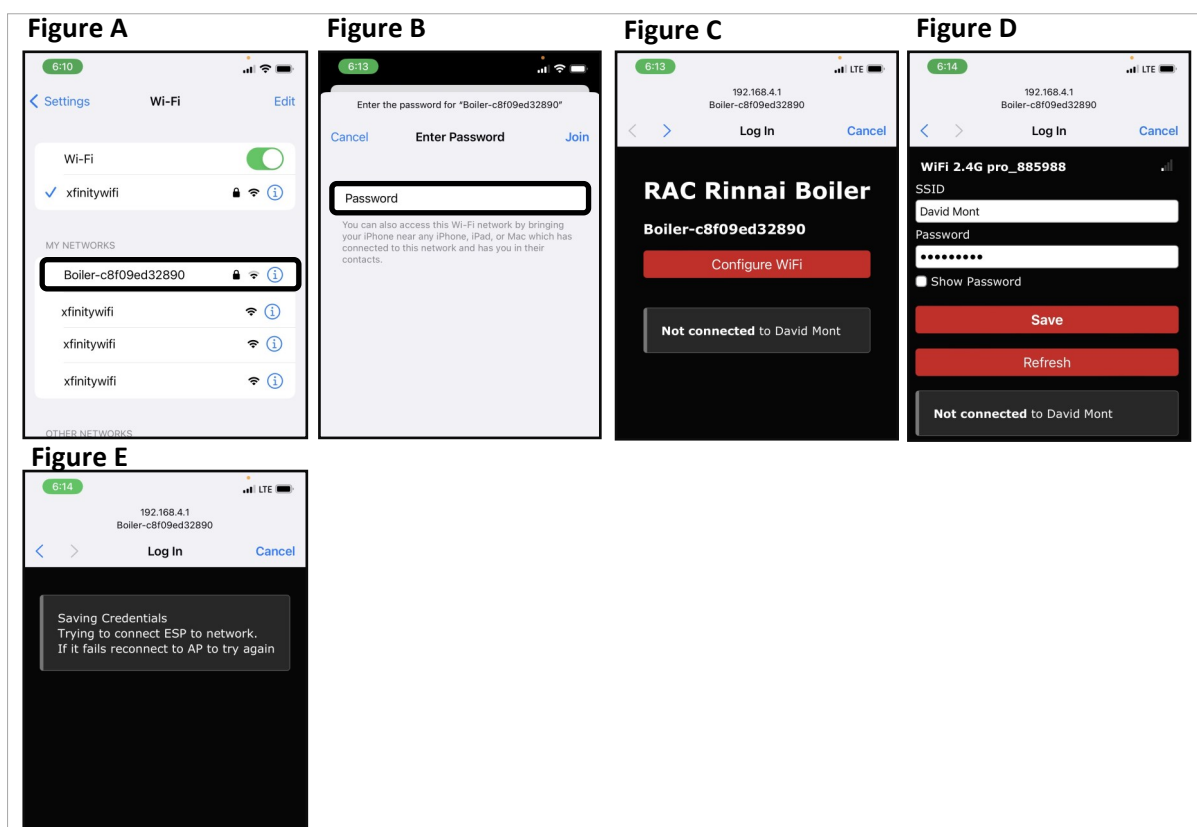 Figure A
6:10
Settings Wi-Fi Edit
Wi-Fi
xfinitywifi
MY NETWORKS
Boiler-c8f09ed32890
xfinitywifi
xfinitywifi
xfinitywifi
OTHER NETWORKS
Figure B
6:13
Enter the password for “Boiler-c8f09ed32890”
Cancel Enter Password Join
Password
You can also access this Wi-Fi network by bringing
your iPhone near any iPhone, iPad, or Mac which has
connected to this network and has you in their
contacts.
Figure C
6:13 LTE
192.168.4.1
Boiler-c8f09ed32890
Log In Cancel
RAC Rinnai Boiler
Boiler-c8f09ed32890
Configure WiFi
Not connected to David Mont
Figure D
6:14 LTE
192.168.4.1
Boiler-c8f09ed32890
Log In Cancel
WiFi 2.4G pro_885988
SSID
David Mont
Password
•••••••••
Show Password
Save
Refresh
Not connected to David Mont
Figure E
6:14 LTE
192.168.4.1
Boiler-c8f09ed32890
Log In Cancel
Saving Credentials
Trying to connect ESP to network.
If it fails reconnect to AP to try again